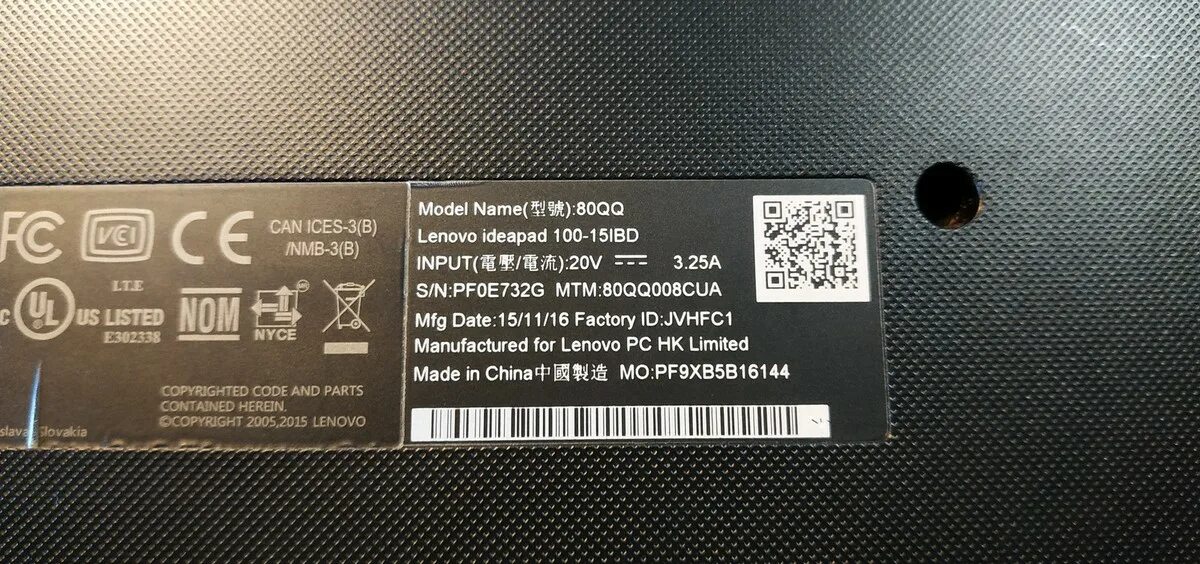 FC VCI CE CAN ICES-3(B)
/NMB-3(B)
I.T.E
c UL US LISTED
E302338
NOM
NYCE
COPYRIGHTED CODE AND PARTS
CONTAINED HEREIN.
©COPYRIGHT 2005,2015 LENOVO
Slovakia
Model Name(型號):80QQ
Lenovo ideapad 100-15IBD
INPUT(電壓/電流):20V 3.25A
S/N:PF0E732G MTM:80QQ008CUA
Mfg Date:15/11/16 Factory ID:JVHFC1
Manufactured for Lenovo PC HK Limited
Made in China中國製造 MO:PF9XB5B16144